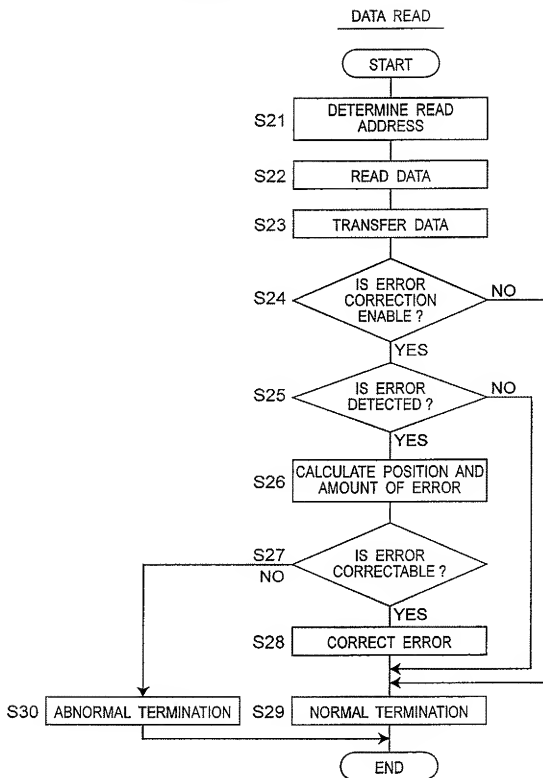 DATA READ
START
S21
DETERMINE READ
ADDRESS
S22
READ DATA
S23
TRANSFER DATA
S24
IS ERROR
CORRECTION
ENABLE ?
NO
YES
S25
IS ERROR
DETECTED ?
NO
YES
S26
CALCULATE POSITION AND
AMOUNT OF ERROR
S27
NO
IS ERROR
CORRECTABLE ?
YES
S28
CORRECT ERROR
S30
ABNORMAL TERMINATION
S29
NORMAL TERMINATION
END